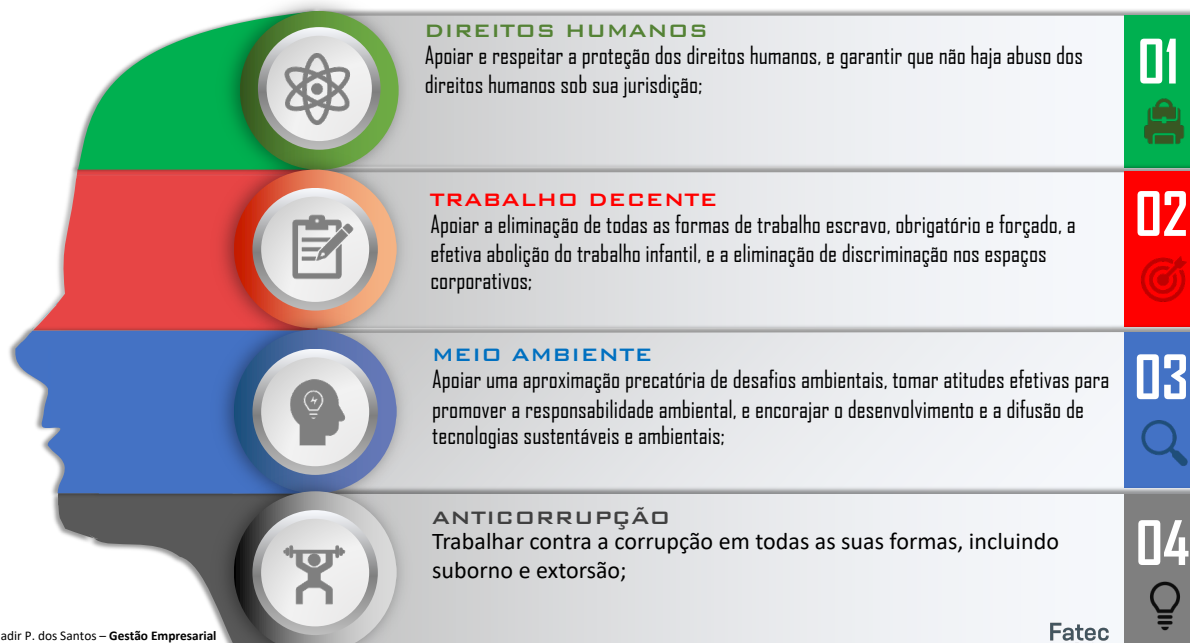 DIREITOS HUMANOS
Apoiar e respeitar a proteção dos direitos humanos, e garantir que não haja abuso dos
direitos humanos sob sua jurisdição;
01
TRABALHO DECENTE
Apoiar a eliminação de todas as formas de trabalho escravo, obrigatório e forçado, a
efetiva abolição do trabalho infantil, e a eliminação de discriminação nos espaços
corporativos;
02
MEIO AMBIENTE
Apoiar uma aproximação precatória de desafios ambientais, tomar atitudes efetivas para
promover a responsabilidade ambiental, e encorajar o desenvolvimento e a difusão de
tecnologias sustentáveis e ambientais;
03
ANTICORRUPÇÃO
Trabalhar contra a corrupção em todas as suas formas, incluindo
suborno e extorsão;
04
P. dos Santos – Gestão Empresarial
Fatec